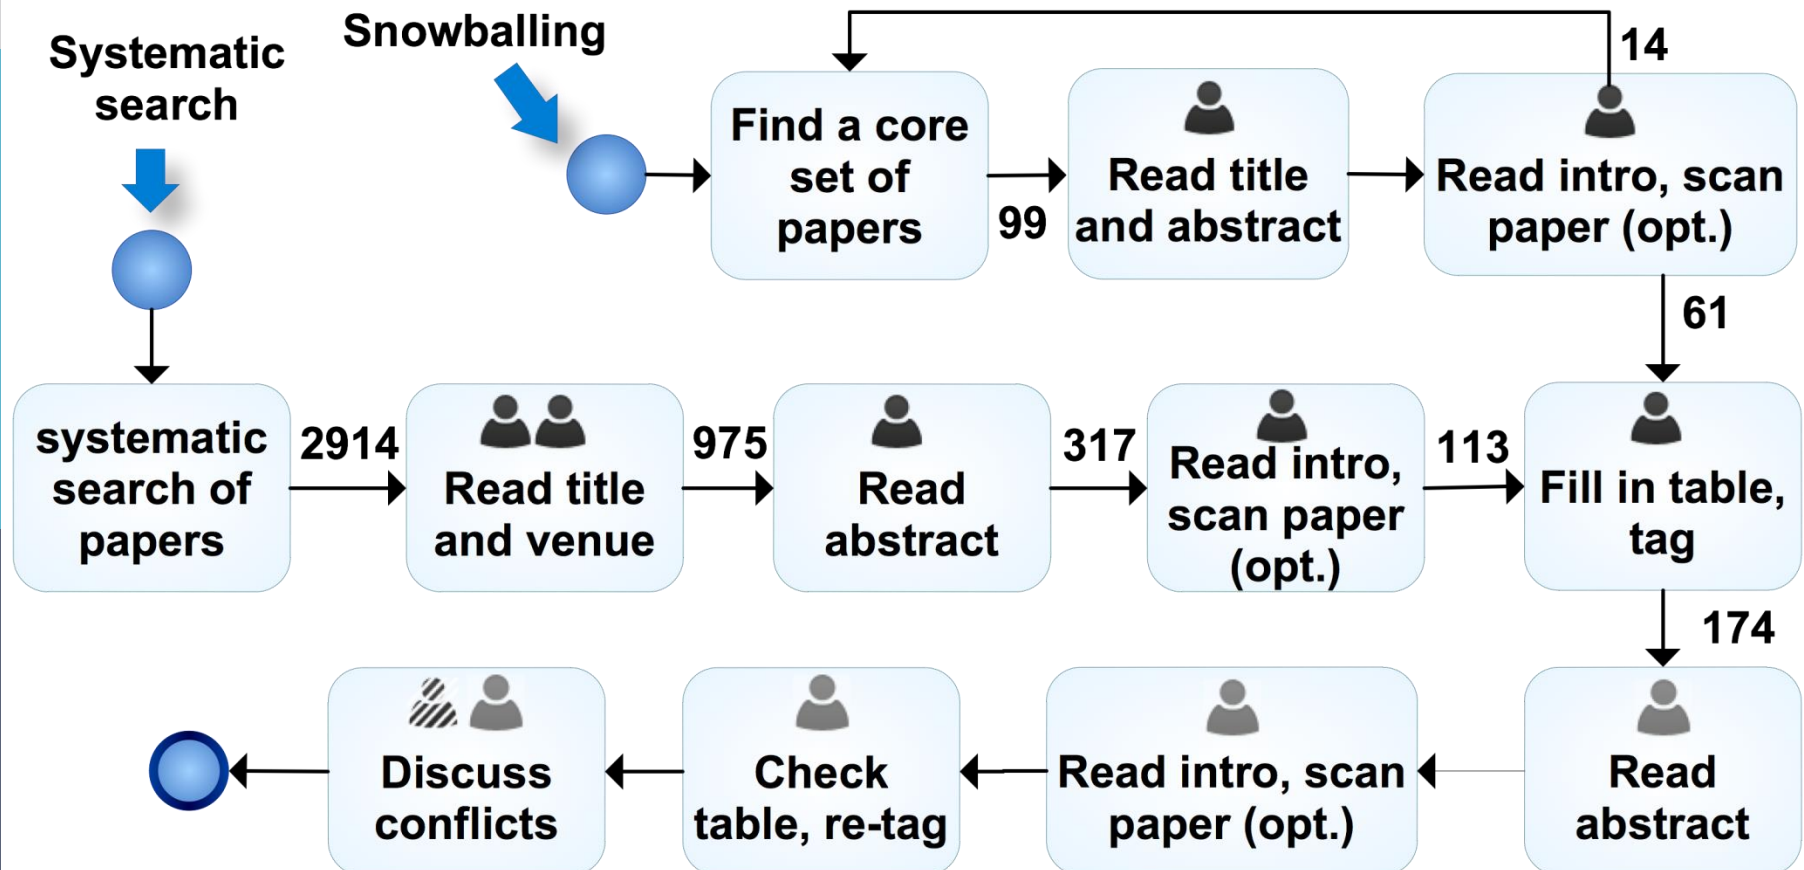 Systematic
search
Snowballing
14
Find a core
set of
papers
99
Read title
and abstract
Read intro, scan
paper (opt.)
61
systematic
search of
papers
2914
Read title
and venue
975
Read
abstract
317
Read intro,
scan paper
(opt.)
113
Fill in table,
tag
174
Discuss
conflicts
Check
table, re-tag
Read intro, scan
paper (opt.)
Read
abstract